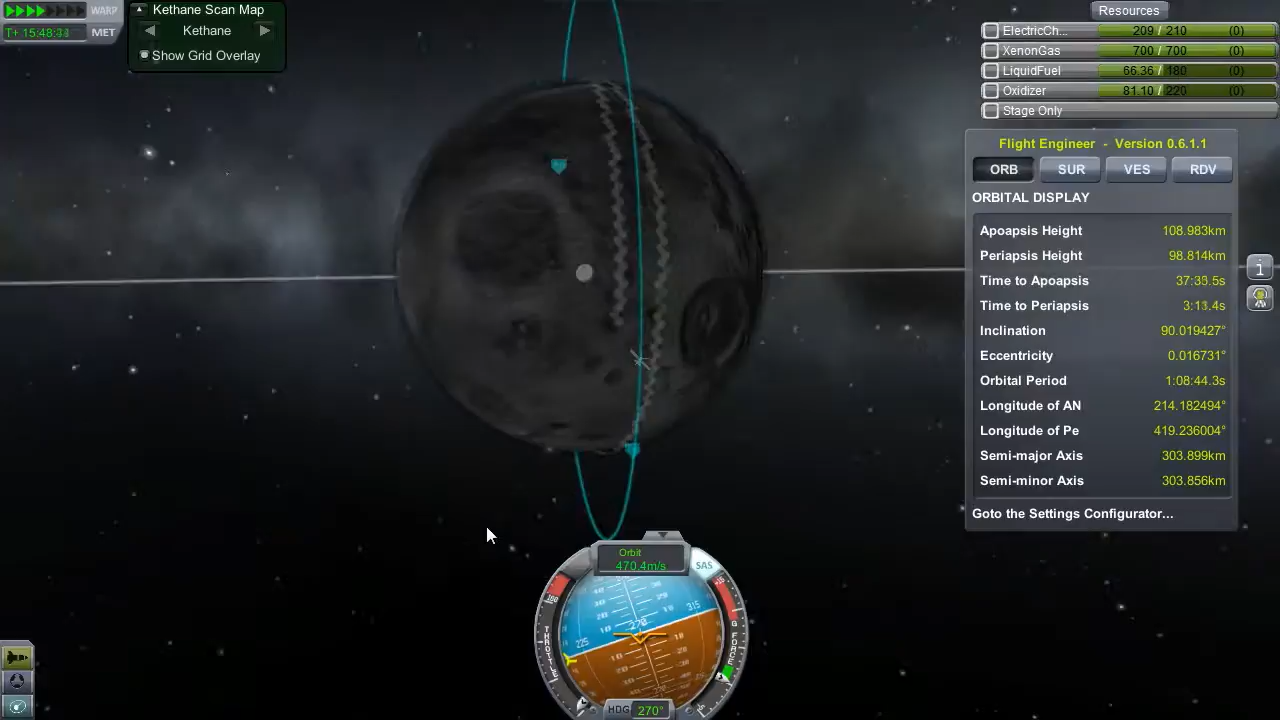 WARP
T+ 15:48:
MET
Kethane Scan Map
Kethane
Show Grid Overlay
Resources
ElectricCh... 209 / 210 (0)
XenonGas 700 / 700 (0)
LiquidFuel 66.36 / 180 (0)
Oxidizer 81.10 / 220 (0)
Stage Only
Flight Engineer - Version 0.6.1.1
ORB SUR VES RDV
ORBITAL DISPLAY
Apoapsis Height 108.983km
Periapsis Height 98.814km
Time to Apoapsis 37:35.5s
Time to Periapsis 3:13.4s
Inclination 90.019427°
Eccentricity 0.016731°
Orbital Period 1:08:44.3s
Longitude of AN 214.182494°
Longitude of Pe 419.236004°
Semi-major Axis 303.899km
Semi-minor Axis 303.856km
Goto the Settings Configurator...
Orbit
470.4m/s
SAS
THROTTLE
G FORCE
315
270
225
HDG 270°